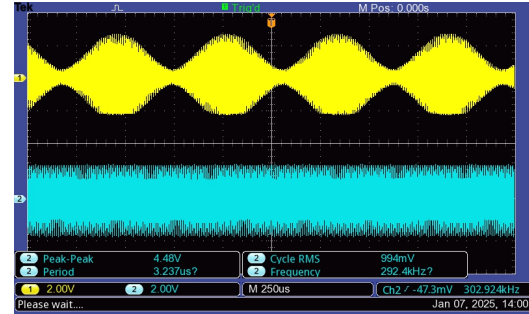 Tek Trig'd M Pos: 0.000s
T
1
2
2 Peak-Peak 4.48V 2 Cycle RMS 994mV
2 Period 3.237us? 2 Frequency 292.4kHz?
1 2.00V 2 2.00V M 250us Ch2 -47.3mV 302.924kHz
Please wait.... Jan 07, 2025, 14:00